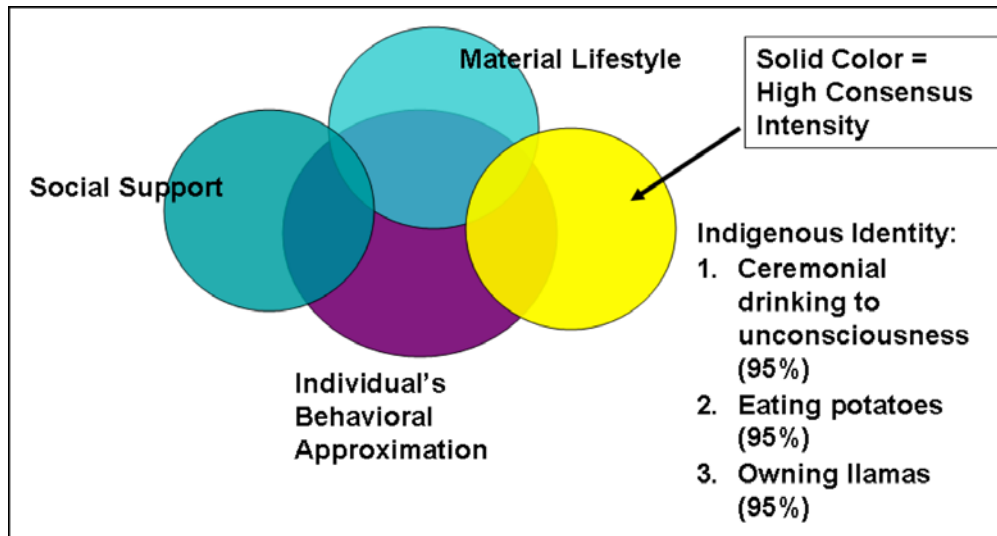 Material Lifestyle
Solid Color =
High Consensus
Intensity
Social Support
Indigenous Identity:
1. Ceremonial
drinking to
unconsciousness
(95%)
2. Eating potatoes
(95%)
3. Owning llamas
(95%)
Individual's
Behavioral
Approximation